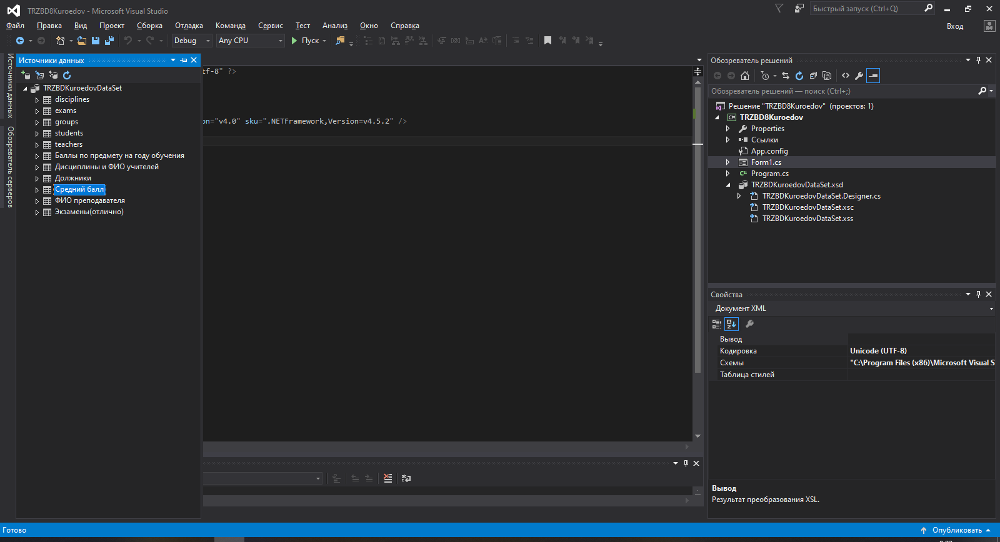 TRZBD8Kuroedov - Microsoft Visual Studio
Быстрый запуск (Ctrl+Q)
Файл Правка Вид Проект Сборка Отладка Команда Сервис Тест Анализ Окно Справка
Вход
Debug Any CPU Пуск
Источники данных
Обозреватель серверов
Источники данных
TRZBDKuroedovDataSet
disciplines
exams
groups
students
teachers
Баллы по предмету на году обучения
Дисциплины и ФИО учителей
Должники
Средний балл
ФИО преподавателя
Экзамены(отлично)
tf-8" ?>
on="v4.0" sku=".NETFramework,Version=v4.5.2" />
Обозреватель решений
Обозреватель решений — поиск (Ctrl+;)
Решение "TRZBD8Kuroedov" (проектов: 1)
TRZBD8Kuroedov
Properties
Ссылки
App.config
Form1.cs
Program.cs
TRZBDKuroedovDataSet.xsd
TRZBDKuroedovDataSet.Designer.cs
TRZBDKuroedovDataSet.xsc
TRZBDKuroedovDataSet.xss
Свойства
Документ XML
Вывод
Кодировка Unicode (UTF-8)
Схемы "C:\Program Files (x86)\Microsoft Visual S
Таблица стилей
Вывод
Результат преобразования XSL.
Готово
Опубликовать